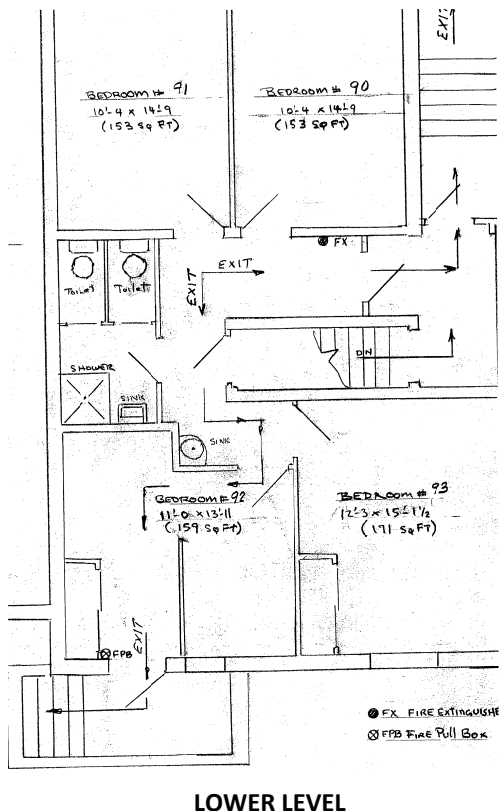 EXIT
BEDROOM # 91
10'-4 x 14'-9
(153 Sq FT)
BEDROOM # 90
10'-4 x 14'-9
(153 Sq FT)
FX
Toilet
Toilet
EXIT
EXIT
SHOWER
SINK
DN
SINK
BEDROOM # 92
11'-0 x 13'-11
(159 Sq FT)
BEDROOM # 93
12'-3 x 15'-1 1/2
(171 Sq FT)
FPB
EXIT
FX FIRE EXTINGUISHE
FPB FIRE Pull Box
LOWER LEVEL